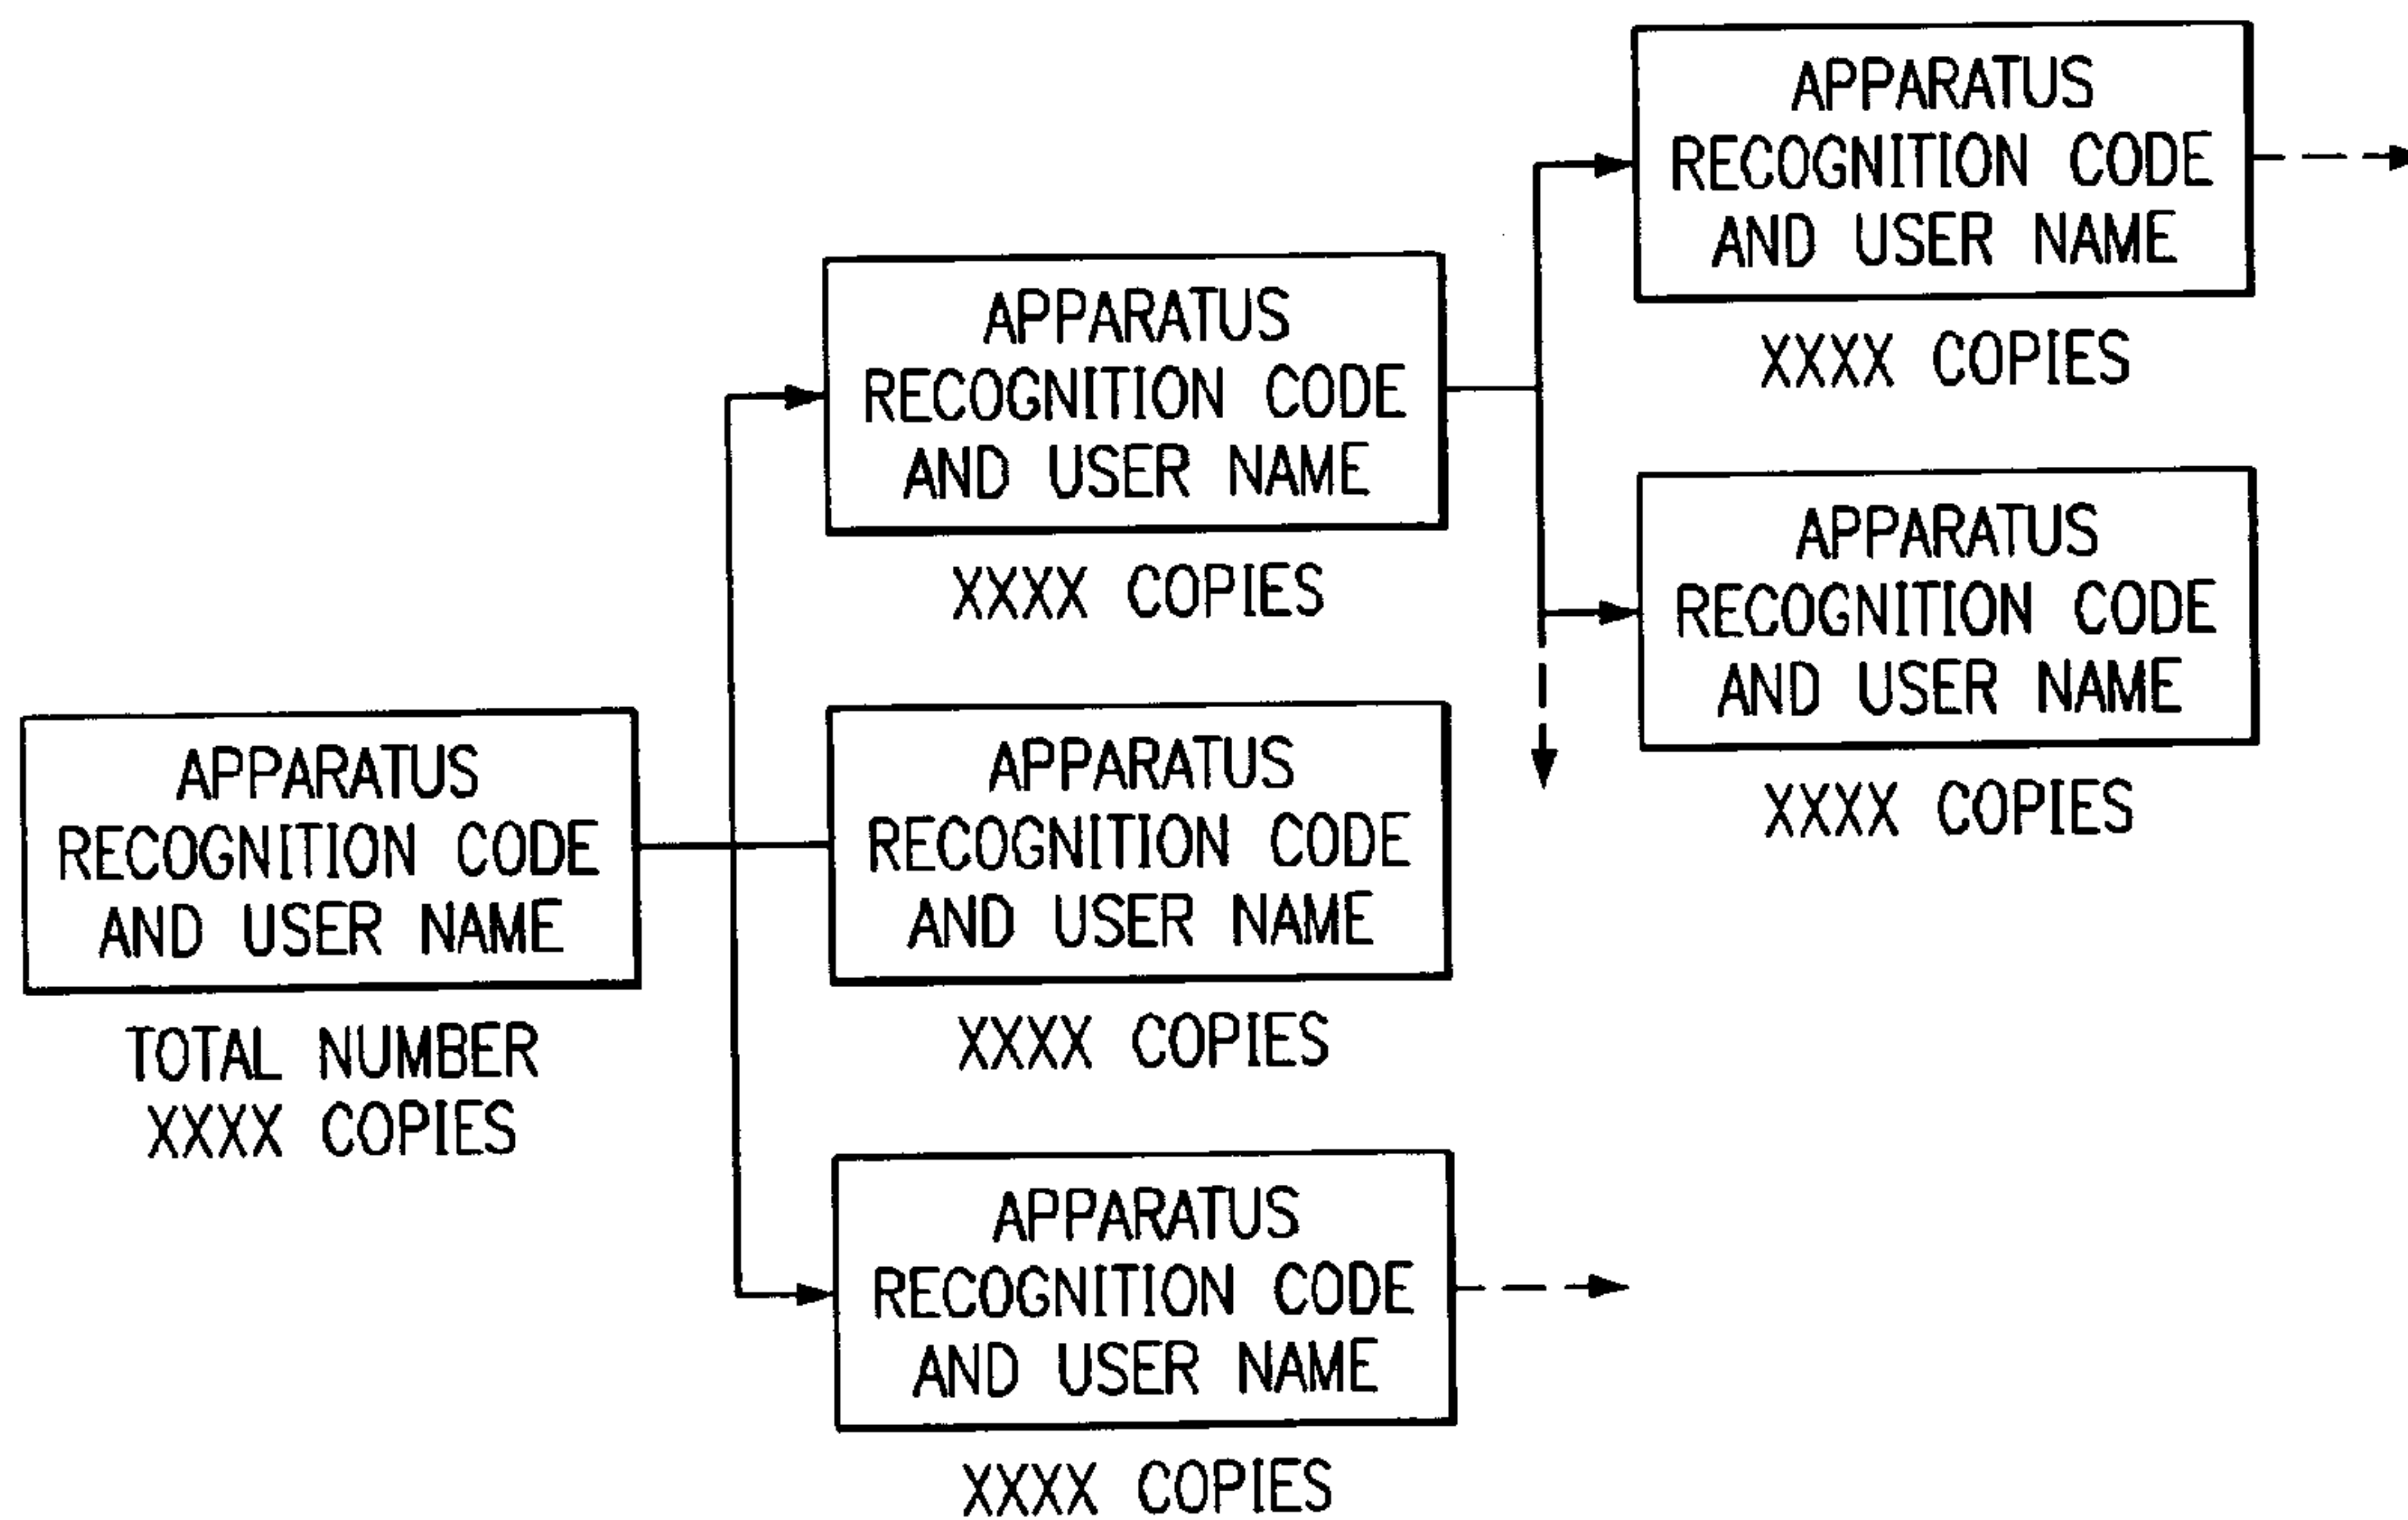 APPARATUS
RECOGNITION CODE
AND USER NAME
TOTAL NUMBER
XXXX COPIES
APPARATUS
RECOGNITION CODE
AND USER NAME
XXXX COPIES
APPARATUS
RECOGNITION CODE
AND USER NAME
XXXX COPIES
APPARATUS
RECOGNITION CODE
AND USER NAME
XXXX COPIES
APPARATUS
RECOGNITION CODE
AND USER NAME
XXXX COPIES
APPARATUS
RECOGNITION CODE
AND USER NAME
XXXX COPIES